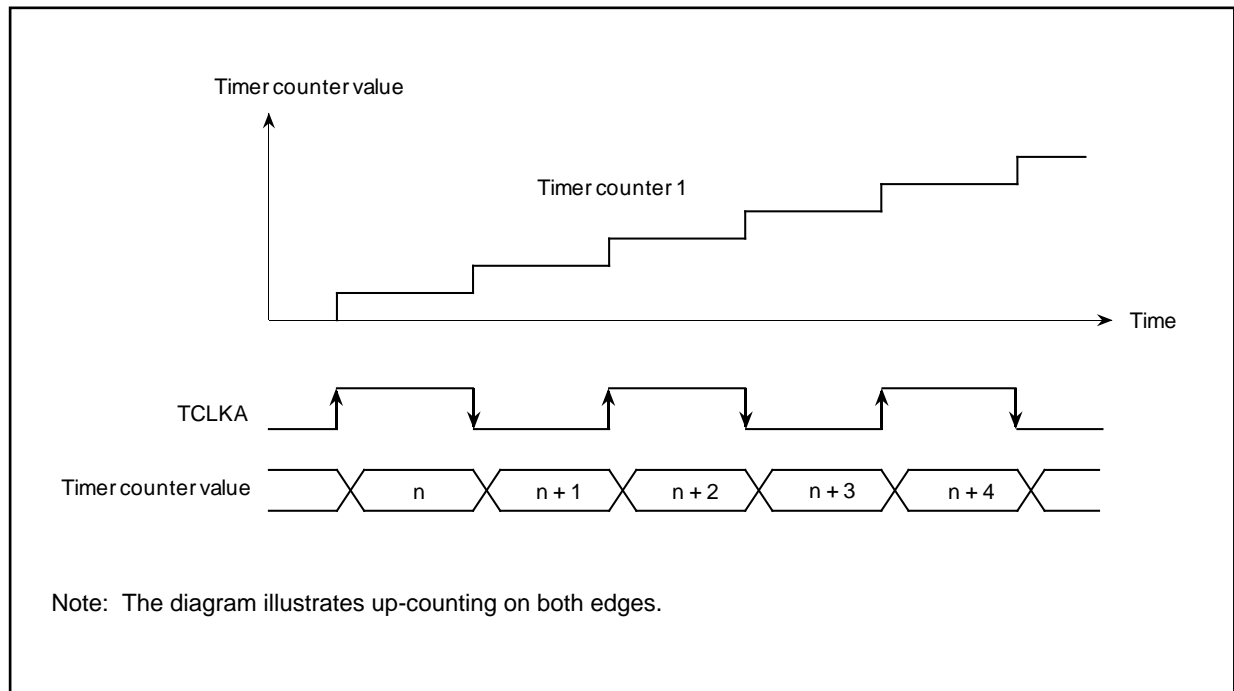 Timer counter value
Timer counter 1
Time
TCLKA
Timer counter value
n
n + 1
n + 2
n + 3
n + 4
Note: The diagram illustrates up-counting on both edges.